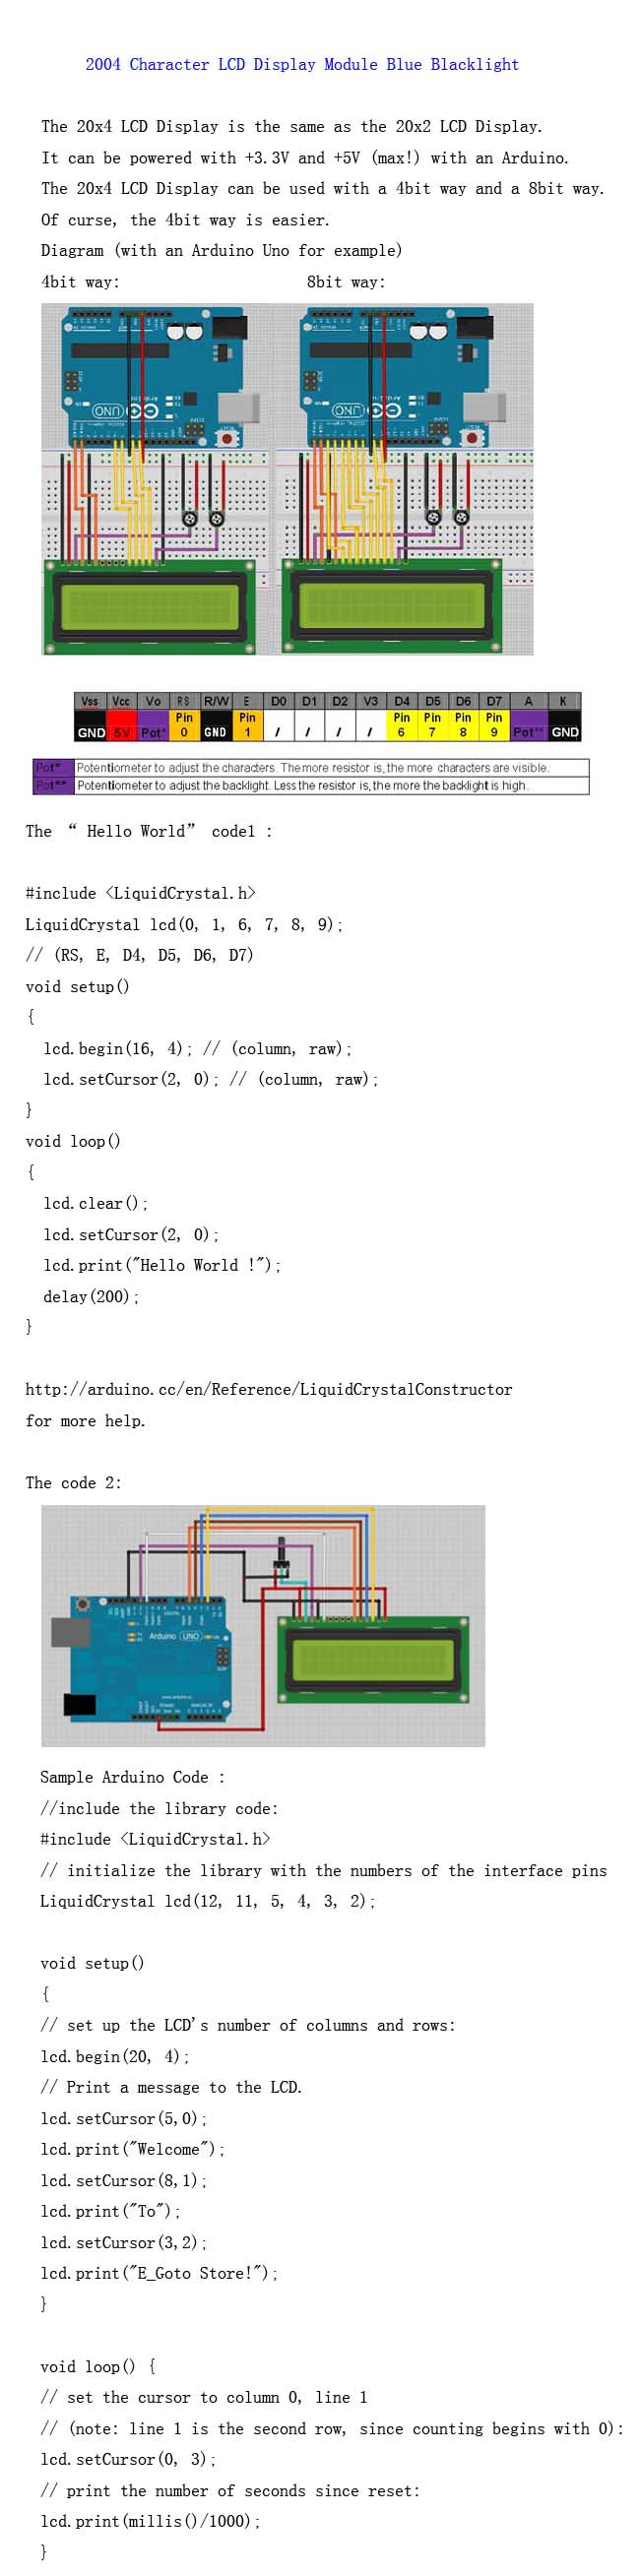 2004 Character LCD Display Module Blue Blacklight
The 20x4 LCD Display is the same as the 20x2 LCD Display.
It can be powered with +3.3V and +5V (max!) with an Arduino.
The 20x4 LCD Display can be used with a 4bit way and a 8bit way.
Of curse, the 4bit way is easier.
Diagram (with an Arduino Uno for example)
4bit way: 8bit way:
UNO Arduino UNO Arduino
Vss Vcc Vo RS R/W E D0 D1 D2 V3 D4 D5 D6 D7 A K
GND 5V Pot* Pin 0 GND Pin 1 / / / / Pin 6 Pin 7 Pin 8 Pin 9 Pot** GND
Pot* Potentiometer to adjust the characters. The more resistor is, the more characters are visible.
Pot** Potentiometer to adjust the backlight. Less the resistor is, the more the backlight is high.
The “ Hello World” code1 :
#include <LiquidCrystal.h>
LiquidCrystal lcd(0, 1, 6, 7, 8, 9);
// (RS, E, D4, D5, D6, D7)
void setup()
{
lcd.begin(16, 4); // (column, raw);
lcd.setCursor(2, 0); // (column, raw);
}
void loop()
{
lcd.clear();
lcd.setCursor(2, 0);
lcd.print("Hello World !");
delay(200);
}
http://arduino.cc/en/Reference/LiquidCrystalConstructor
for more help.
The code 2:
Arduino UNO
Sample Arduino Code :
//include the library code:
#include <LiquidCrystal.h>
// initialize the library with the numbers of the interface pins
LiquidCrystal lcd(12, 11, 5, 4, 3, 2);
void setup()
{
// set up the LCD's number of columns and rows:
lcd.begin(20, 4);
// Print a message to the LCD.
lcd.setCursor(5,0);
lcd.print("Welcome");
lcd.setCursor(8,1);
lcd.print("To");
lcd.setCursor(3,2);
lcd.print("E_Goto Store!");
}
void loop() {
// set the cursor to column 0, line 1
// (note: line 1 is the second row, since counting begins with 0):
lcd.setCursor(0, 3);
// print the number of seconds since reset:
lcd.print(millis()/1000);
}